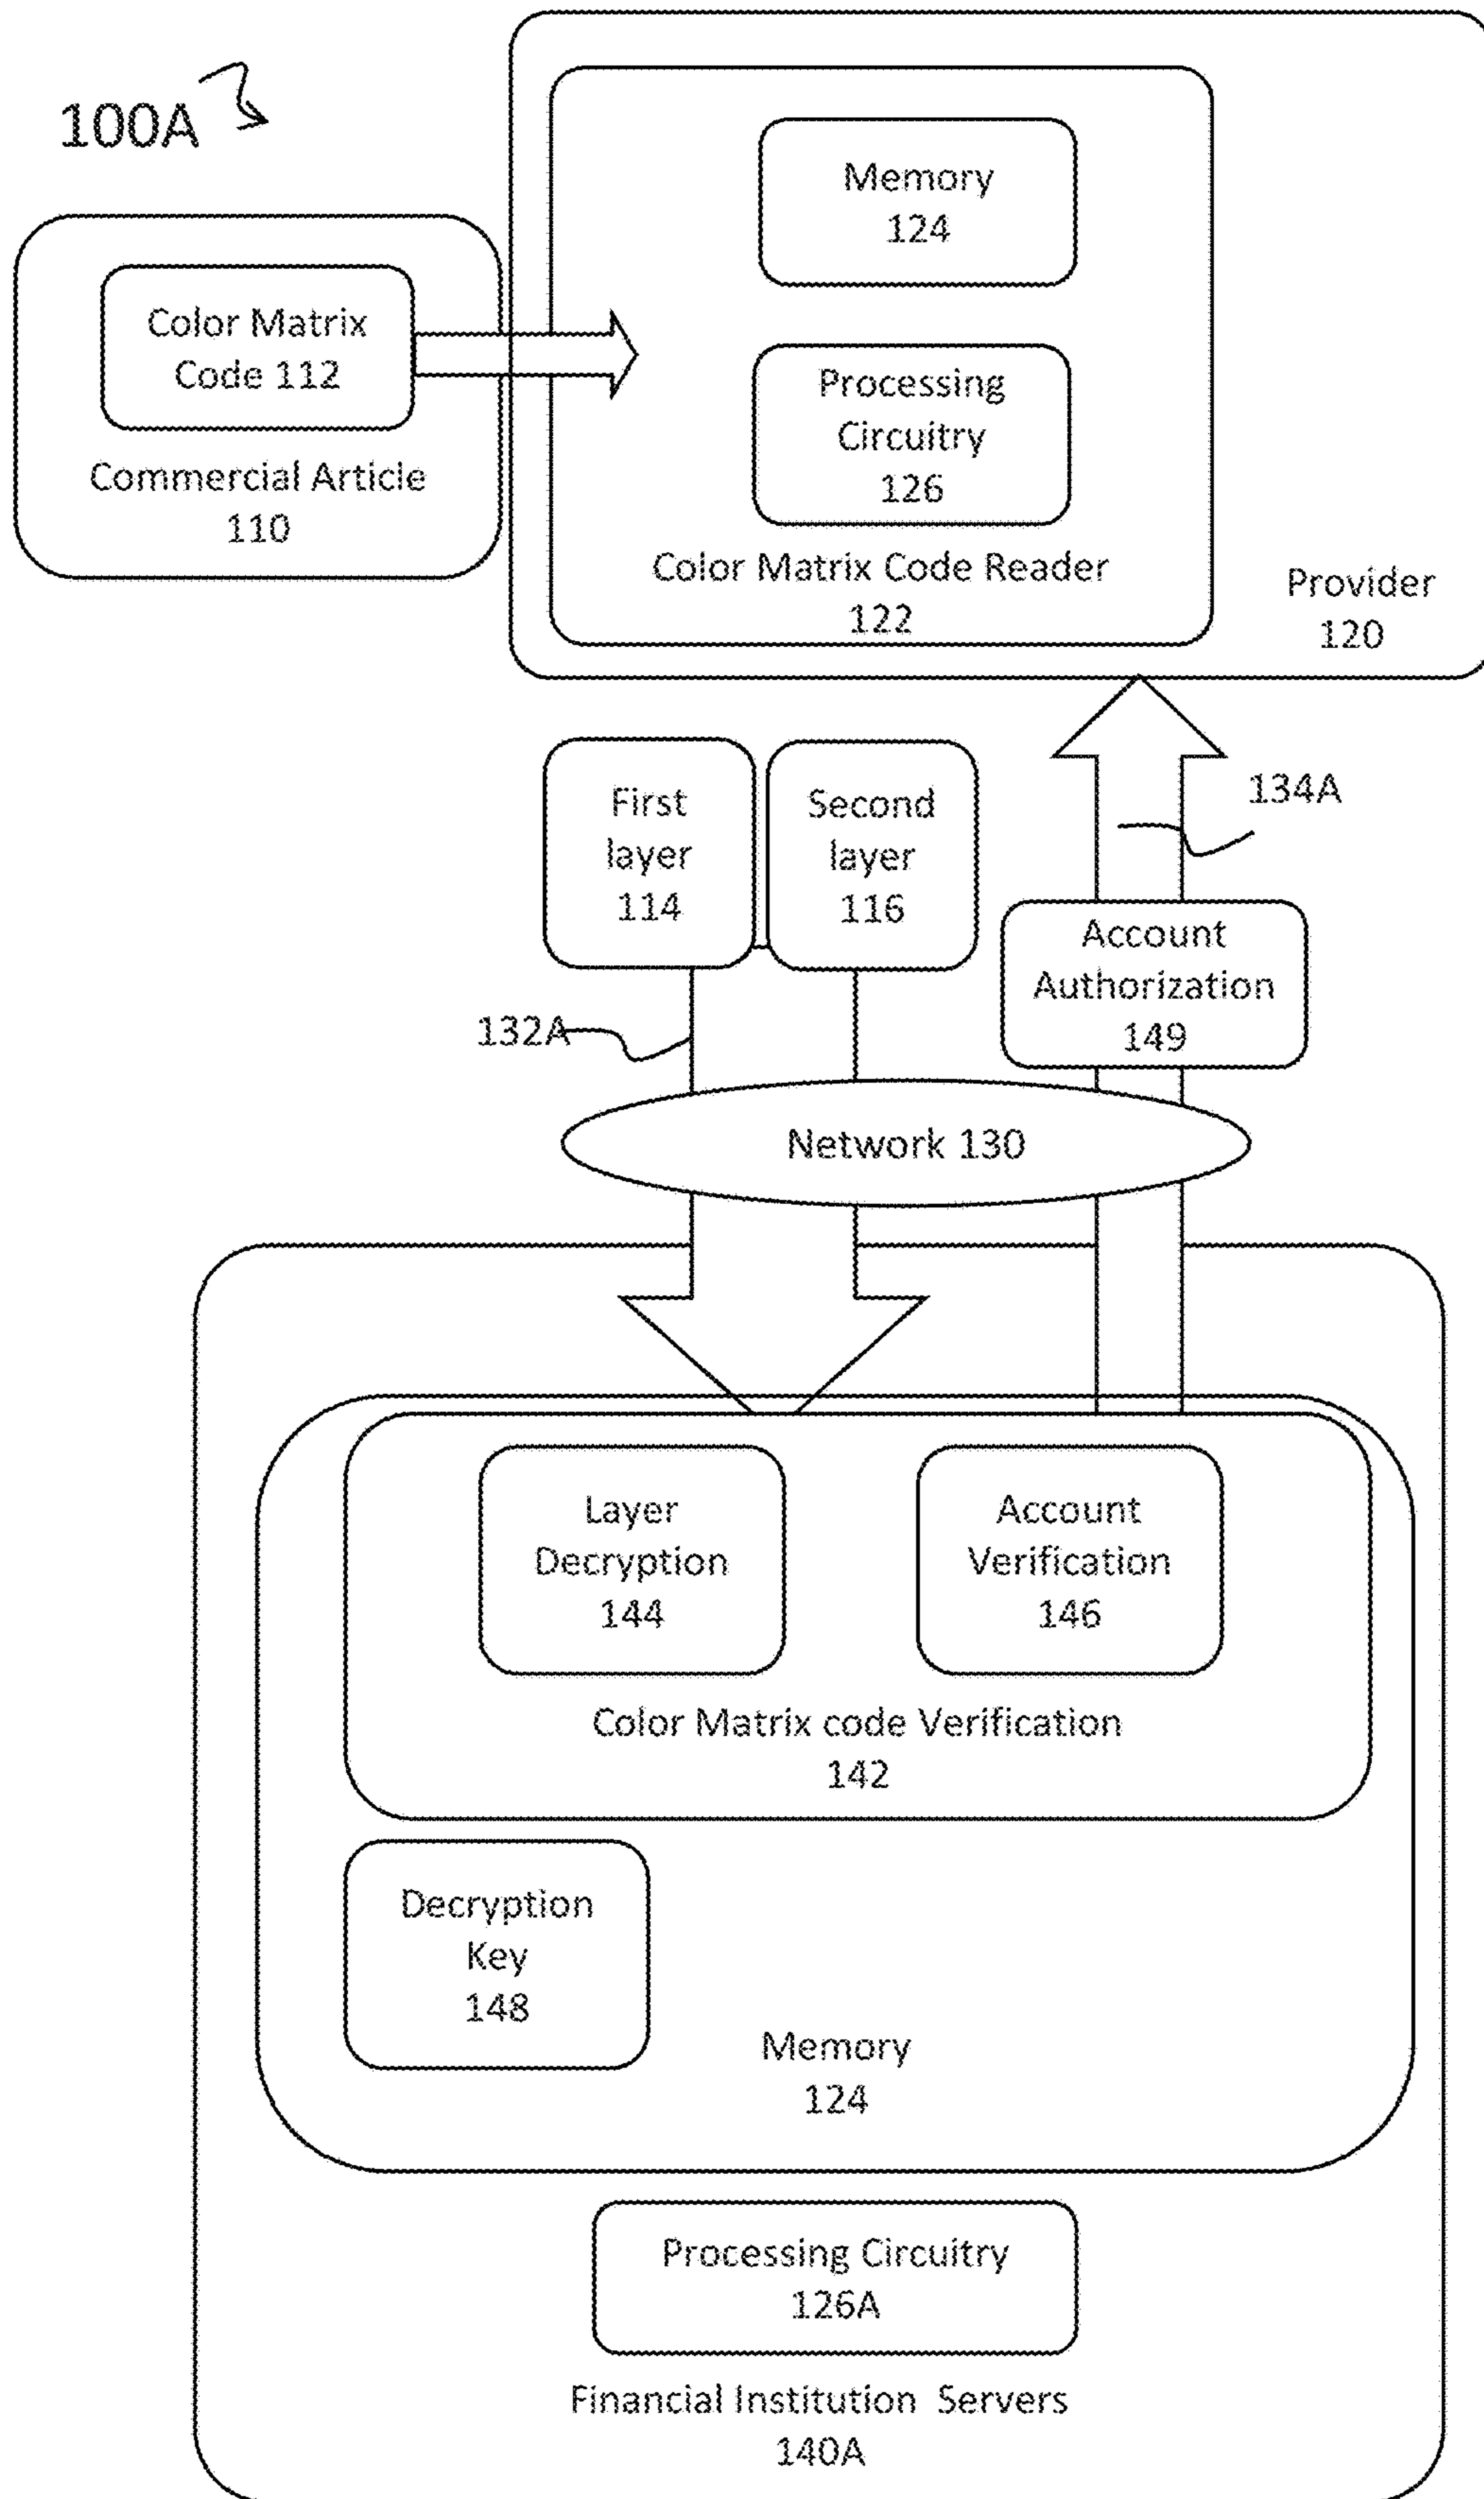 100A
Memory
124
Color Matrix
Code 112
Commercial Article
110
Processing
Circuitry
126
Color Matrix Code Reader
122
Provider
120
First
layer
114
Second
layer
116
134A
Account
Authorization
149
132A
Network 130
Layer
Decryption
144
Account
Verification
146
Color Matrix code Verification
142
Decryption
Key
148
Memory
124
Processing Circuitry
126A
Financial Institution Servers
140A